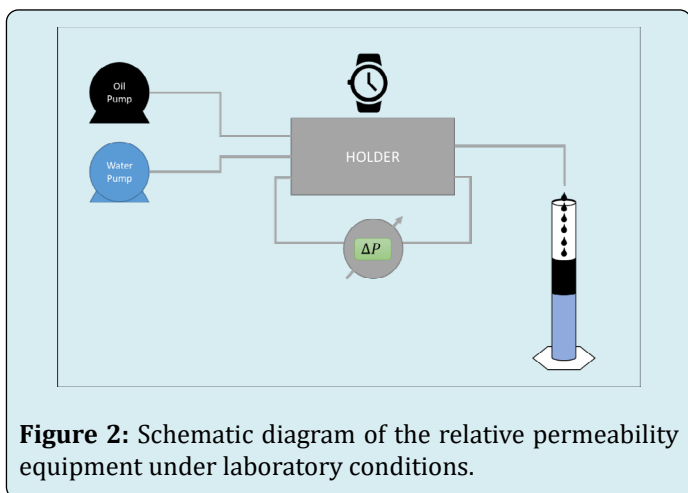 Oil
Pump
Water
Pump
HOLDER
ΔP
Figure 2: Schematic diagram of the relative permeability
equipment under laboratory conditions.